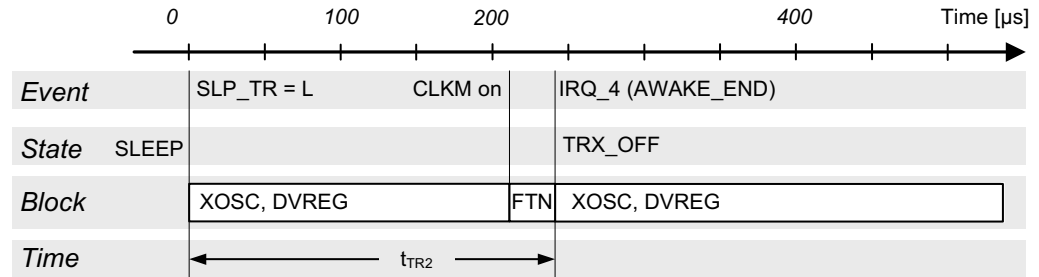 0 100 200 400 Time [µs]
Event SLP_TR = L CLKM on IRQ_4 (AWAKE_END)
State SLEEP TRX_OFF
Block XOSC, DVREG FTN XOSC, DVREG
Time tTR2